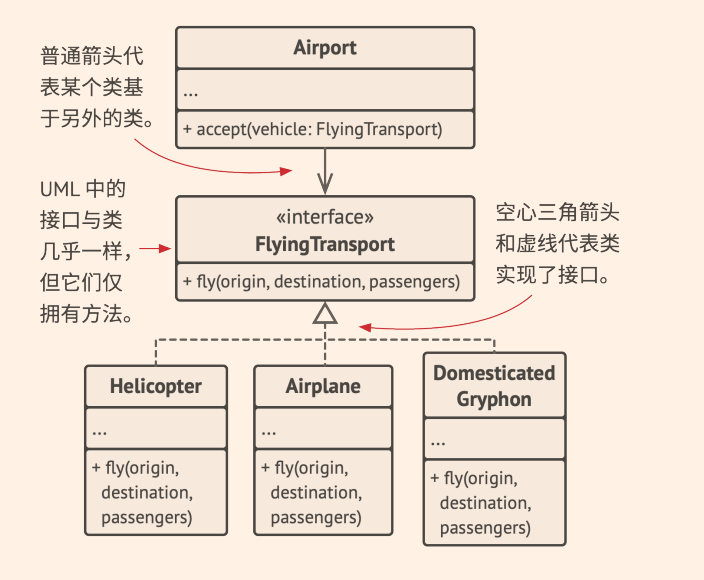 普通箭头代
表某个类基
于另外的类。
Airport
...
+ accept(vehicle: FlyingTransport)
UML 中的
接口与类
几乎一样，
但它们仅
拥有方法。
«interface»
FlyingTransport
+ fly(origin, destination, passengers)
空心三角箭头
和虚线代表类
实现了接口。
Helicopter
...
+ fly(origin,
destination,
passengers)
Airplane
...
+ fly(origin,
destination,
passengers)
Domesticated
Gryphon
...
+ fly(origin,
destination,
passengers)